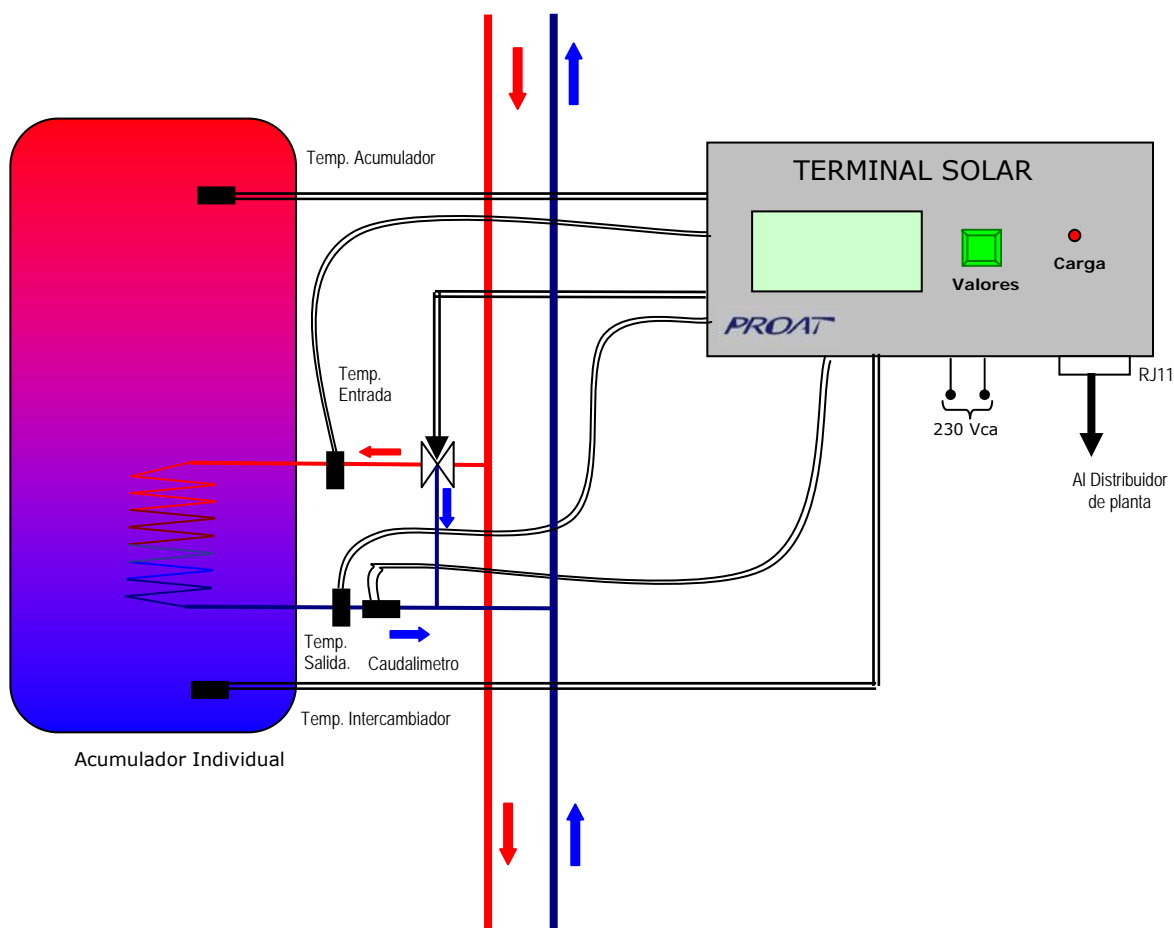 Temp. Acumulador
TERMINAL SOLAR
Valores
Carga
PROAT
Temp.
Entrada
RJ11
230 Vca
Al Distribuidor
de planta
Temp.
Salida.
Caudalimetro
Temp. Intercambiador
Acumulador Individual